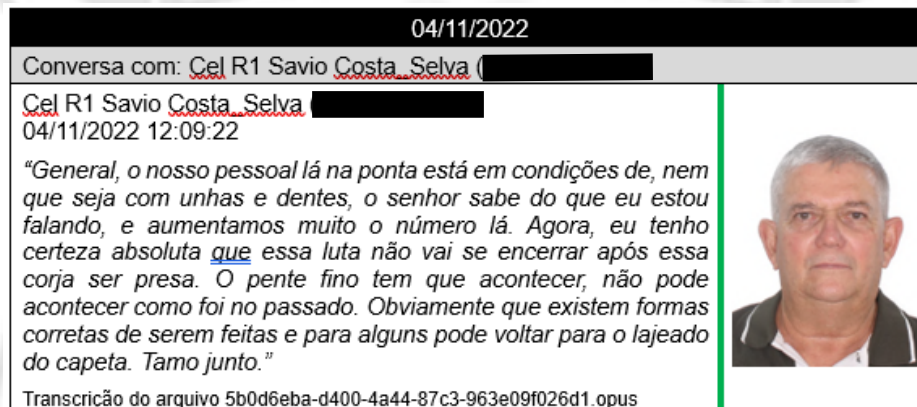 04/11/2022
Conversa com: Cel R1 Savio Costa_Selva (
Cel R1 Savio Costa_Selva (
04/11/2022 12:09:22
“General, o nosso pessoal lá na ponta está em condições de, nem
que seja com unhas e dentes, o senhor sabe do que eu estou
falando, e aumentamos muito o número lá. Agora, eu tenho
certeza absoluta que essa luta não vai se encerrar após essa
corja ser presa. O pente fino tem que acontecer, não pode
acontecer como foi no passado. Obviamente que existem formas
corretas de serem feitas e para alguns pode voltar para o lajeado
do capeta. Tamo junto.”
Transcrição do arquivo 5b0d6eba-d400-4a44-87c3-963e09f026d1.opus